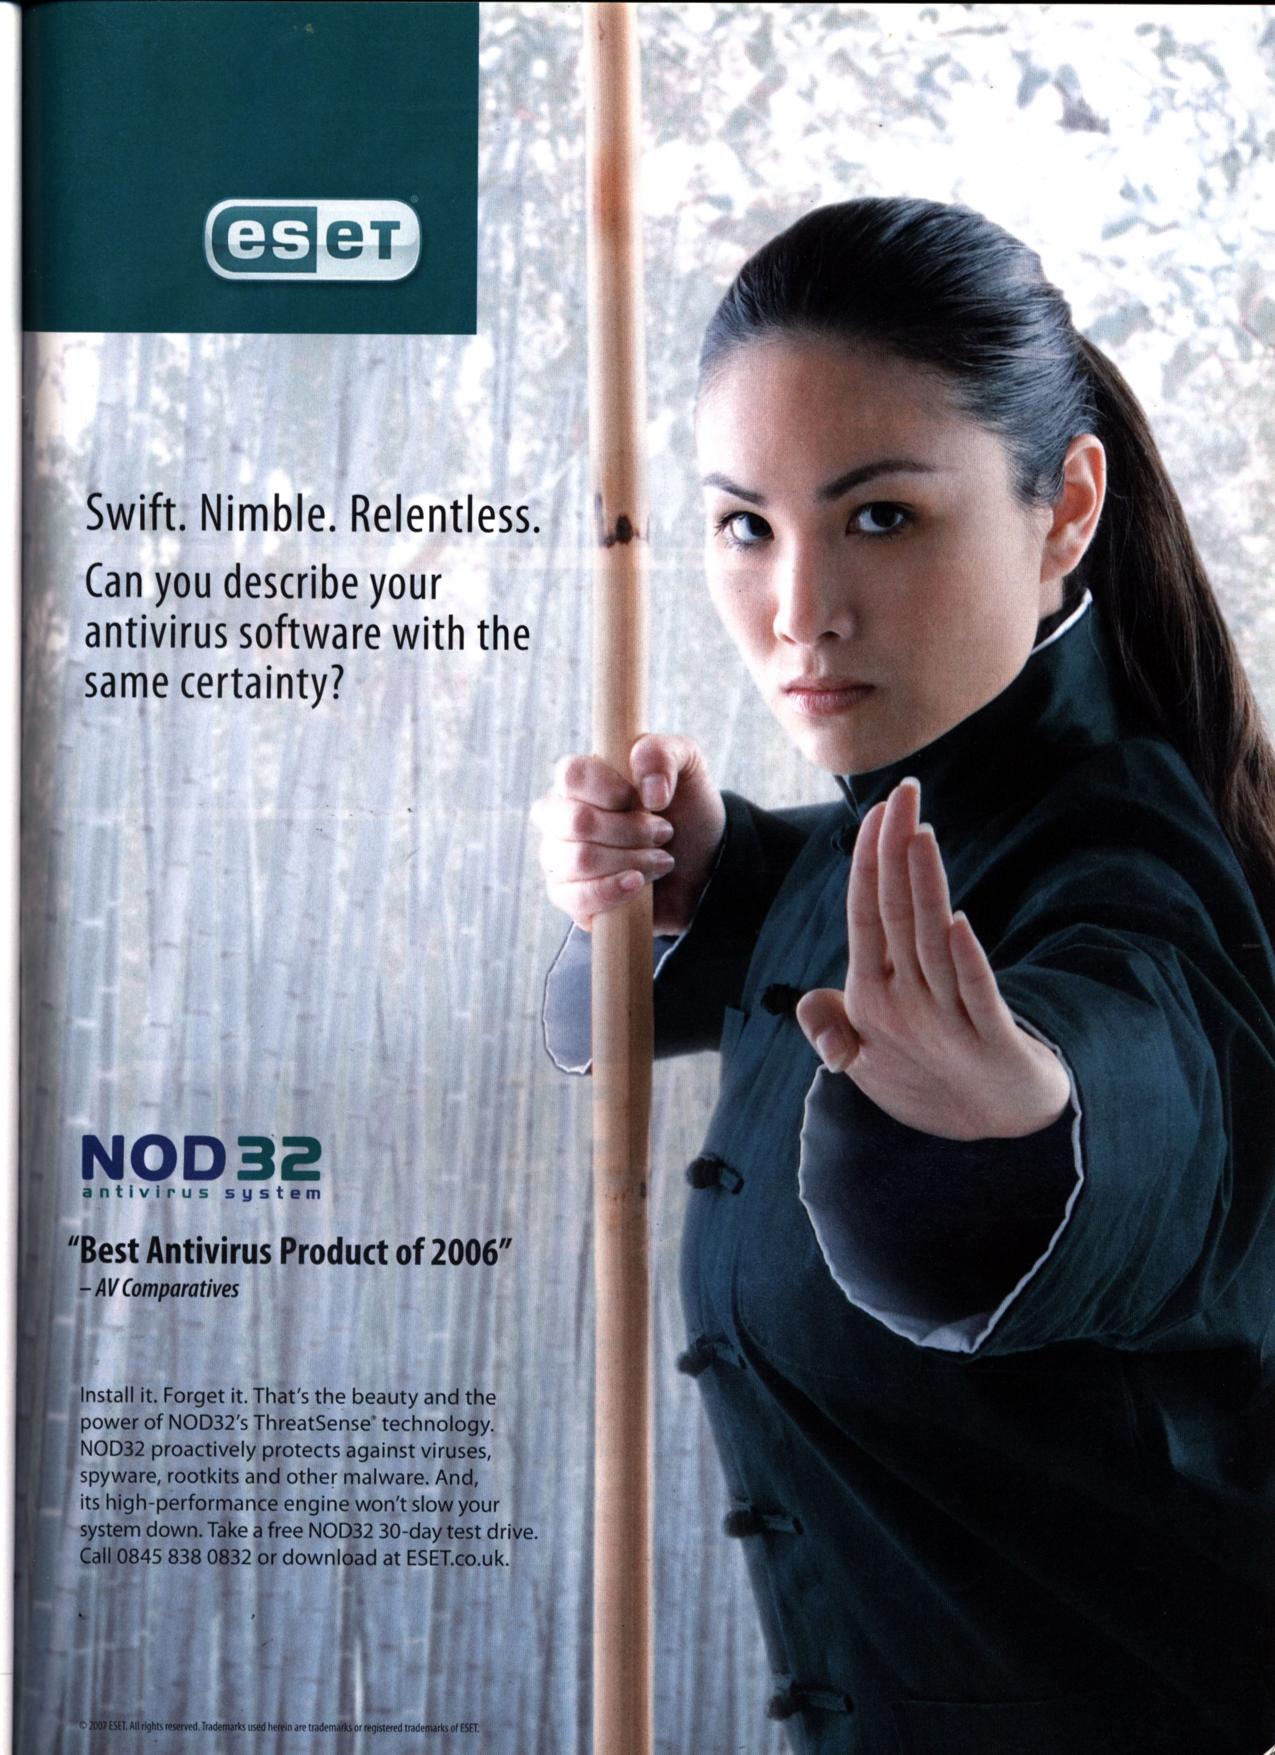 eseT®
Swift. Nimble. Relentless.
Can you describe your
antivirus software with the
same certainty?
NOD32
antivirus system
“Best Antivirus Product of 2006”
– AV Comparatives
Install it. Forget it. That’s the beauty and the
power of NOD32’s ThreatSense® technology.
NOD32 proactively protects against viruses,
spyware, rootkits and other malware. And,
its high-performance engine won’t slow your
system down. Take a free NOD32 30-day test drive.
Call 0845 838 0832 or download at ESET.co.uk.
© 2007 ESET. All rights reserved. Trademarks used herein are trademarks or registered trademarks of ESET.